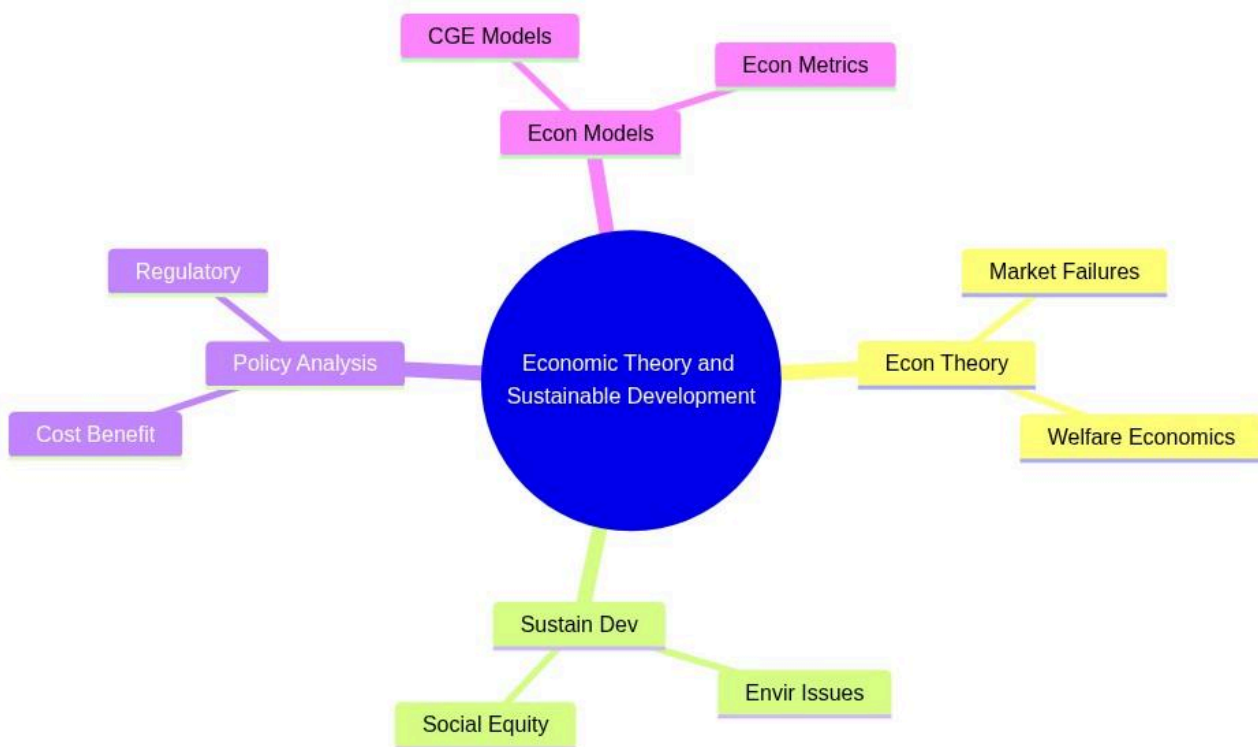 CGE Models
Econ Metrics
Econ Models
Regulatory
Market Failures
Policy Analysis
Economic Theory and
Sustainable Development
Econ Theory
Cost Benefit
Welfare Economics
Sustain Dev
Envir Issues
Social Equity